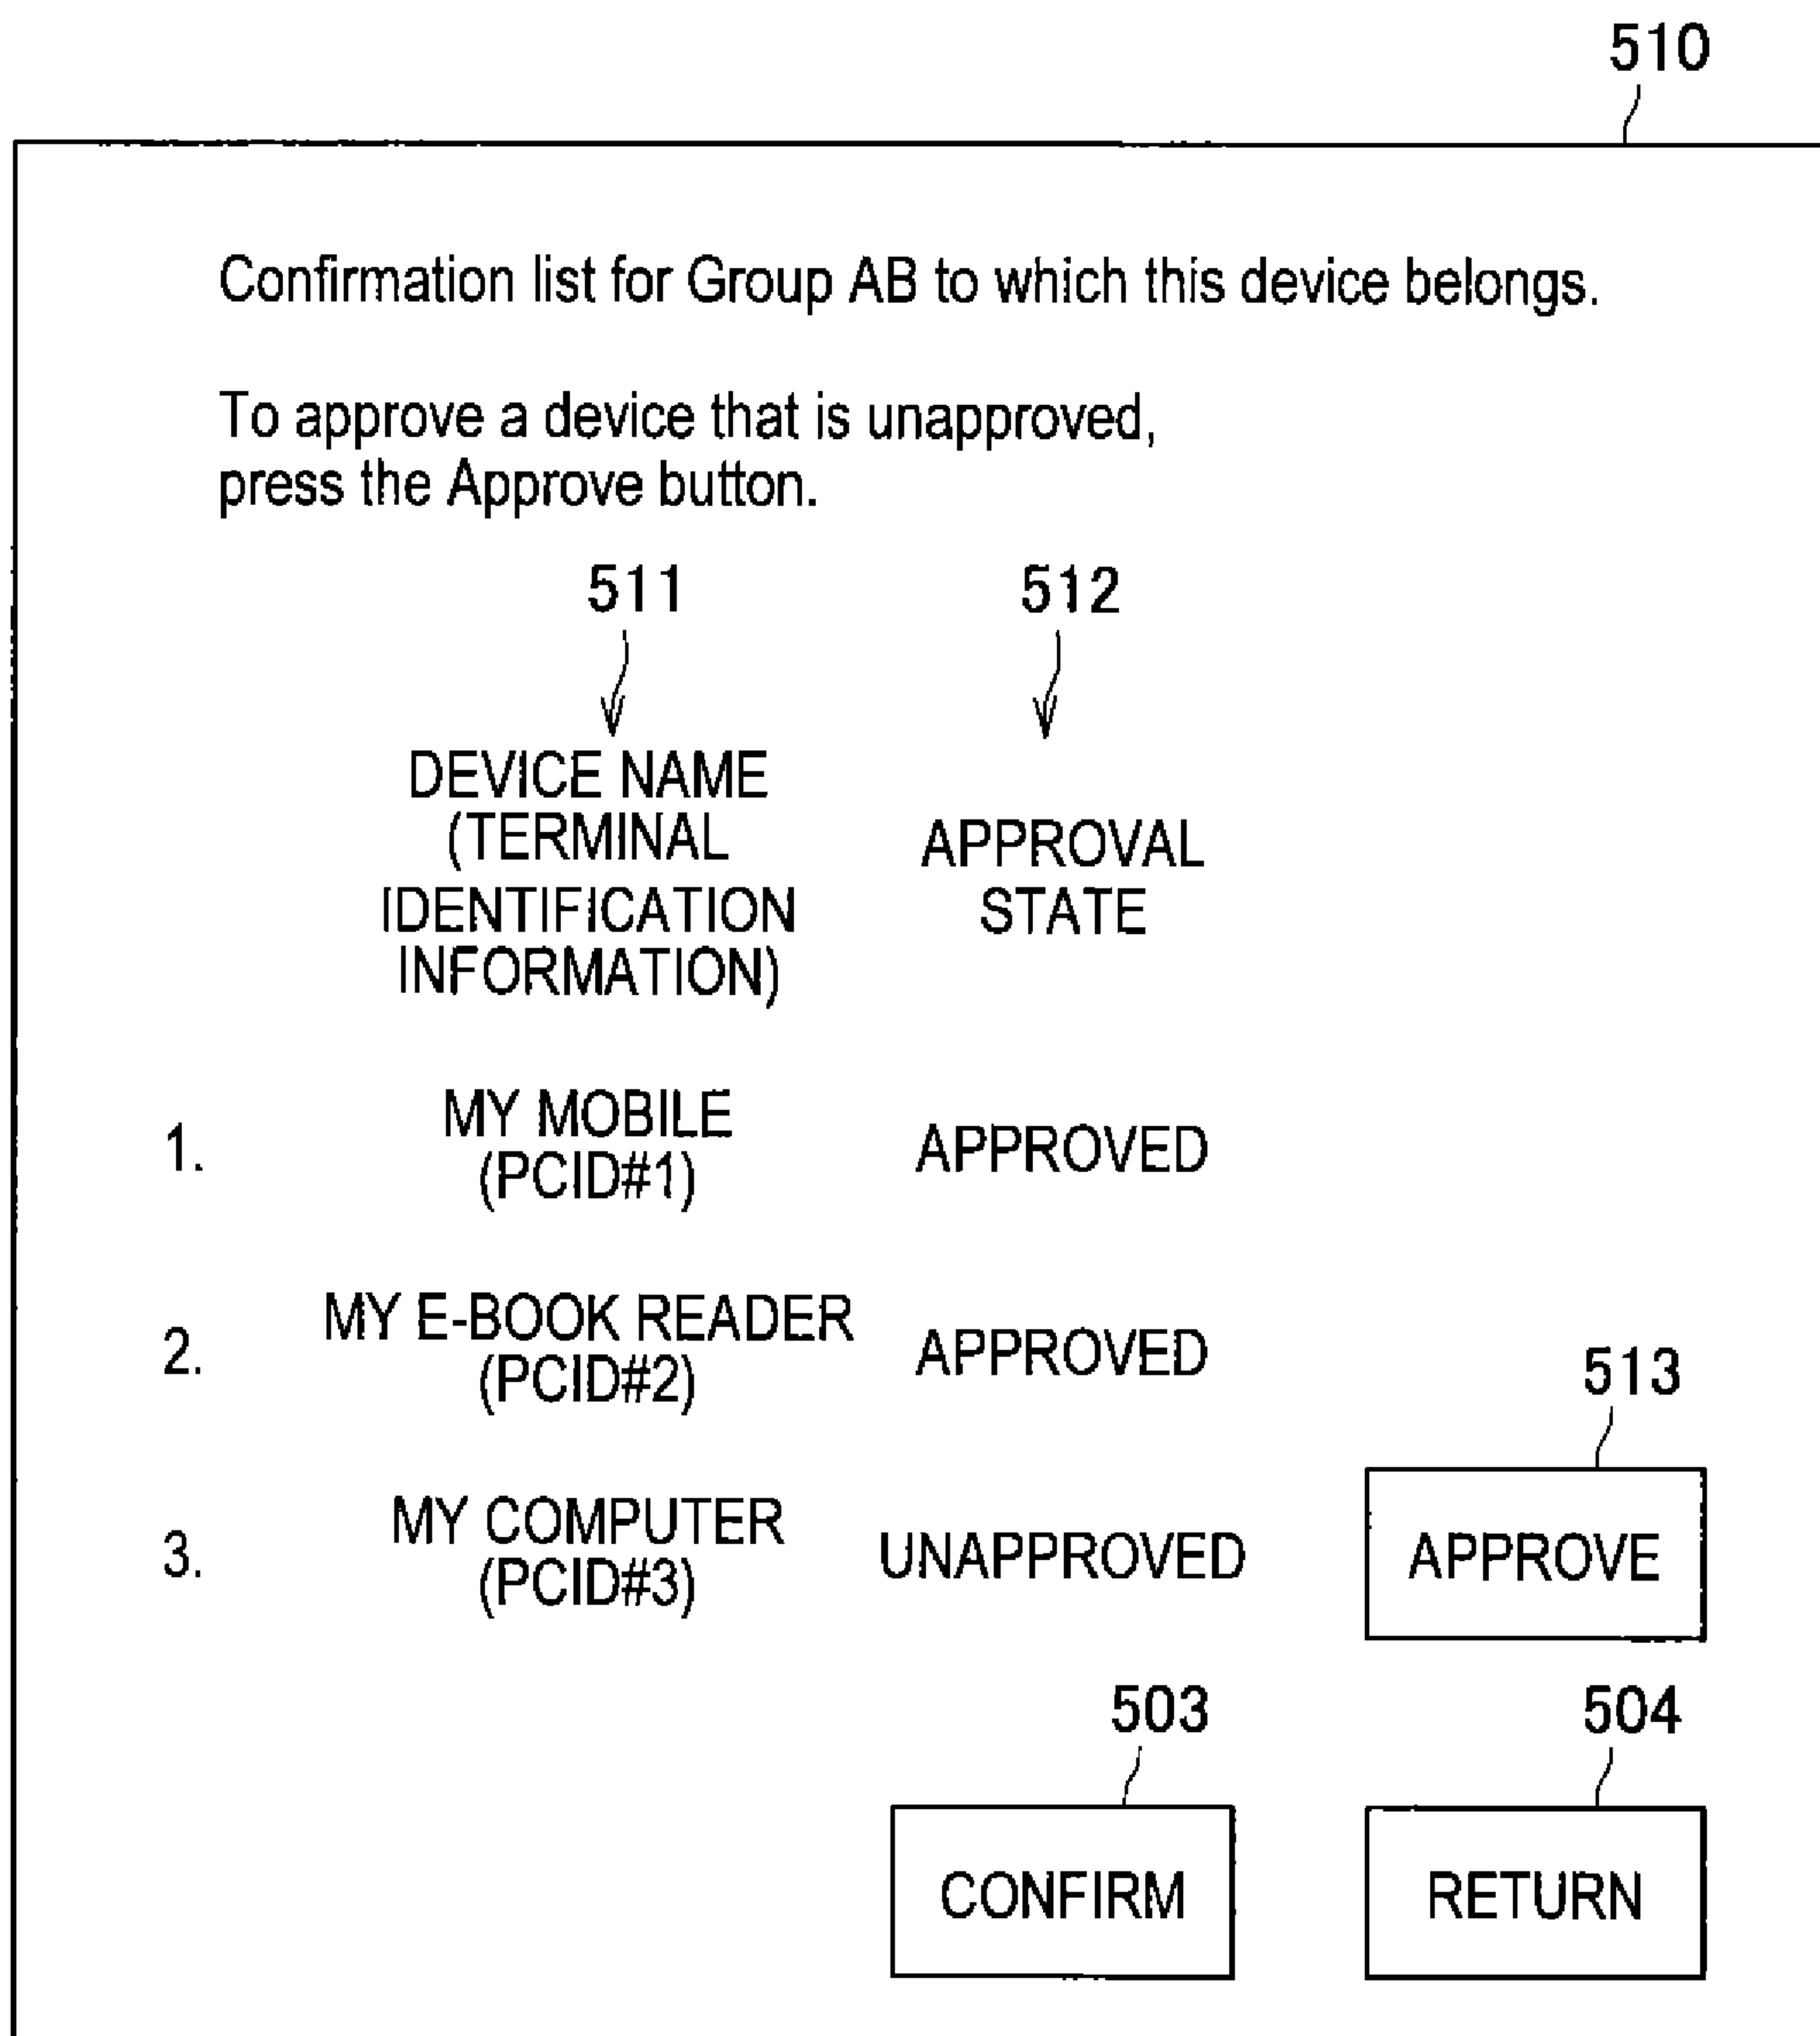 510
Confirmation list for Group AB to which this device belongs.
To approve a device that is unapproved,
press the Approve button.
511 512
DEVICE NAME
(TERMINAL
IDENTIFICATION
INFORMATION)
APPROVAL
STATE
1. MY MOBILE
(PCID#1)
APPROVED
2. MY E-BOOK READER
(PCID#2)
APPROVED
513
3. MY COMPUTER
(PCID#3)
UNAPPROVED
APPROVE
503 504
CONFIRM RETURN